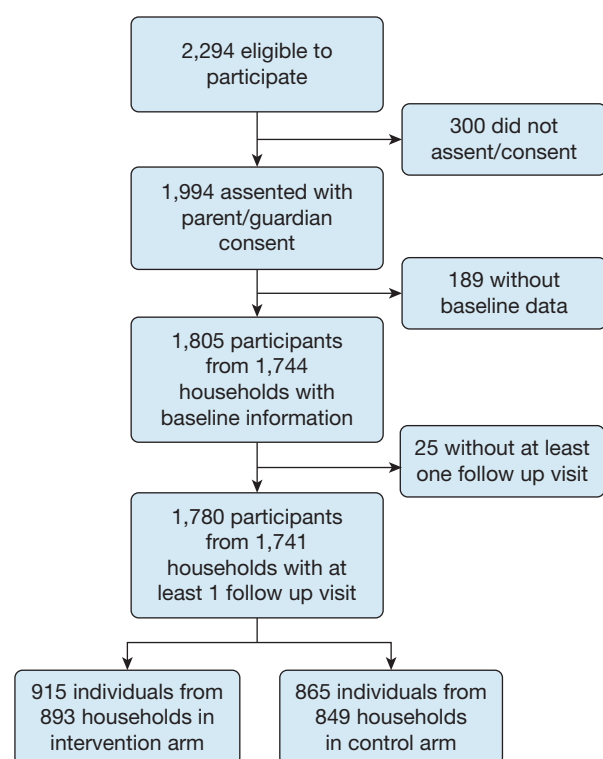 2,294 eligible to
participate
300 did not
assent/consent
1,994 assented with
parent/guardian
consent
189 without
baseline data
1,805 participants
from 1,744
households with
baseline information
25 without at least
one follow up visit
1,780 participants
from 1,741
households with at
least 1 follow up visit
915 individuals from
893 households in
intervention arm
865 individuals from
849 households
in control arm